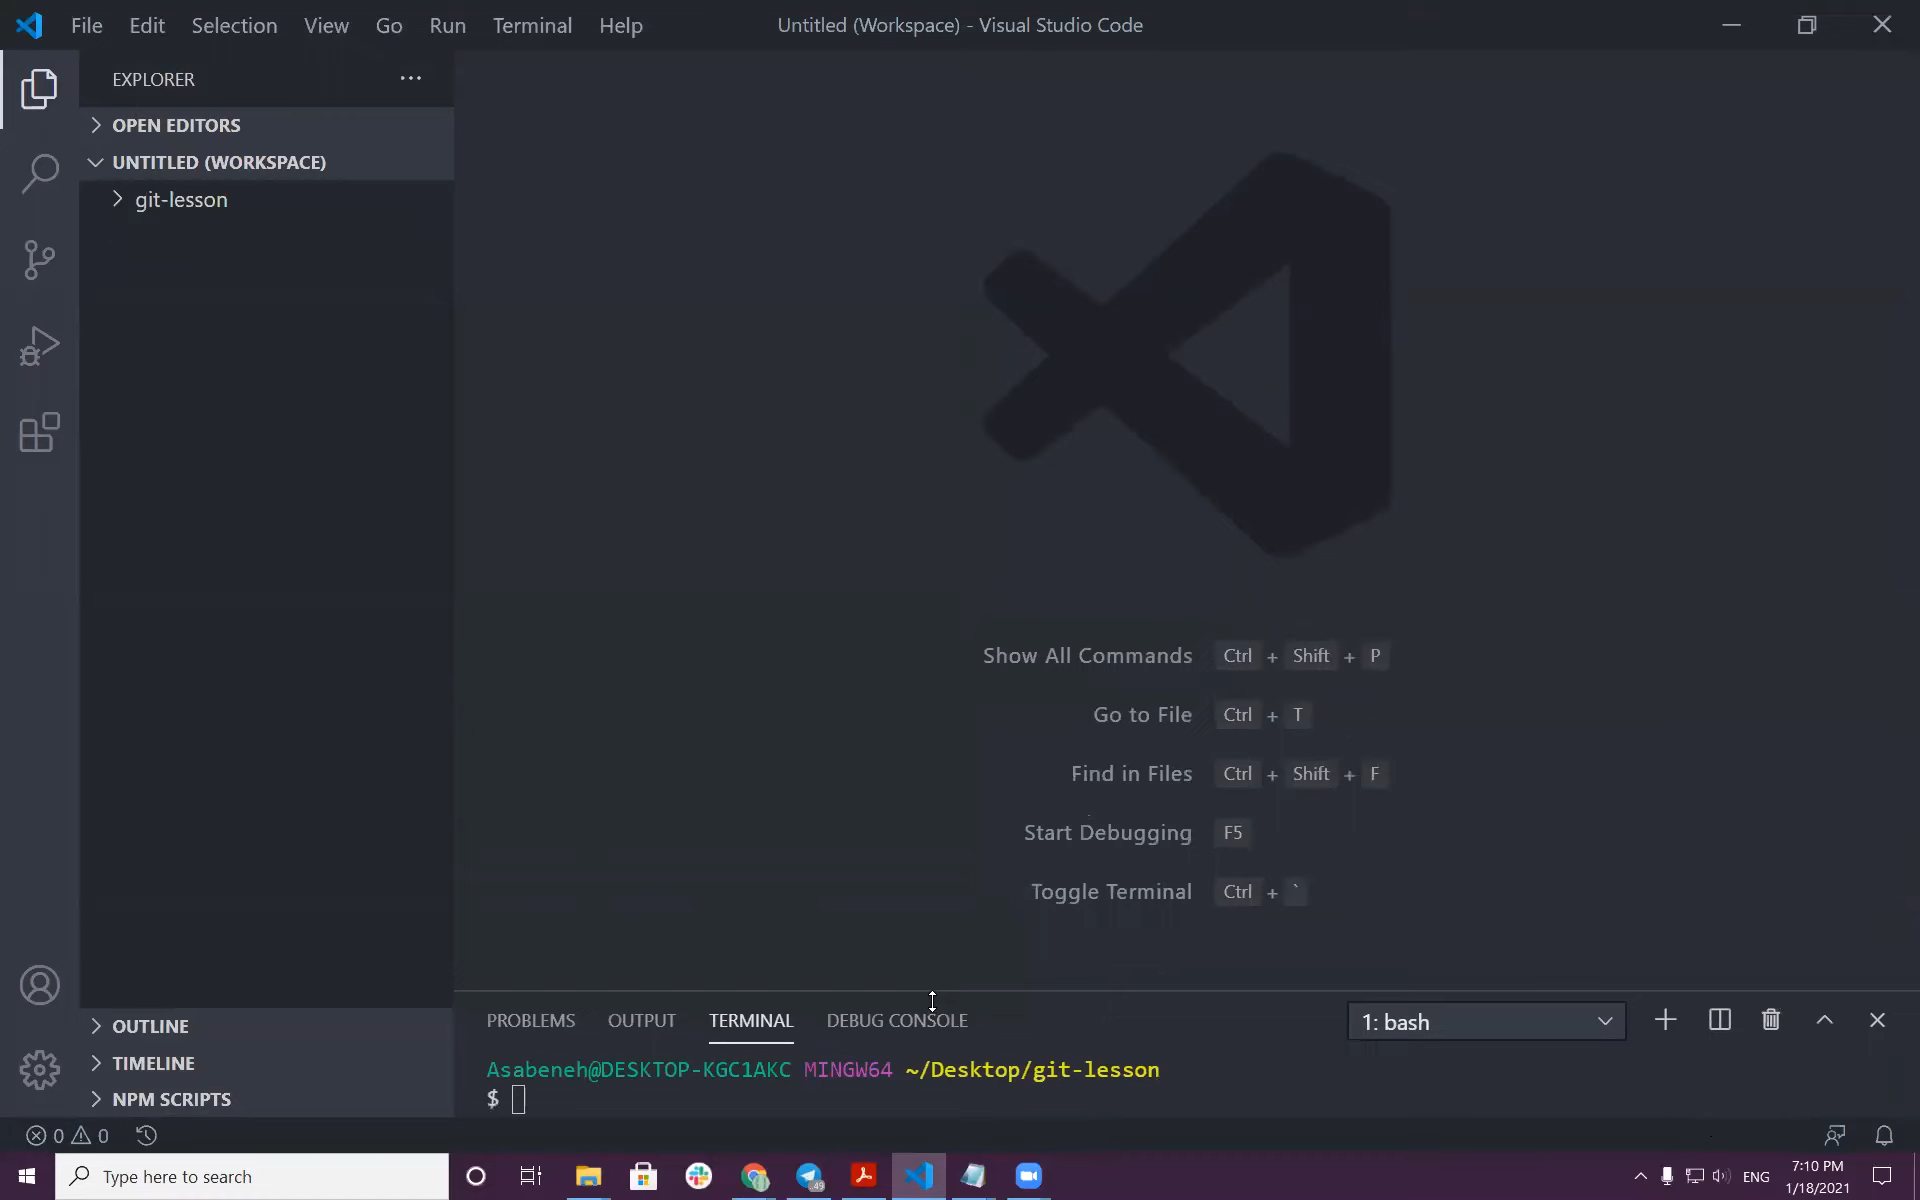 File Edit Selection View Go Run Terminal Help
Untitled (Workspace) - Visual Studio Code
EXPLORER
OPEN EDITORS
UNTITLED (WORKSPACE)
git-lesson
Show All Commands Ctrl + Shift + P
Go to File Ctrl + T
Find in Files Ctrl + Shift + F
Start Debugging F5
Toggle Terminal Ctrl + `
OUTLINE
TIMELINE
NPM SCRIPTS
PROBLEMS OUTPUT TERMINAL DEBUG CONSOLE
1: bash
Asabeneh@DESKTOP-KGC1AKC MINGW64 ~/Desktop/git-lesson
$
0 0
Type here to search
49
ENG
7:10 PM
1/18/2021